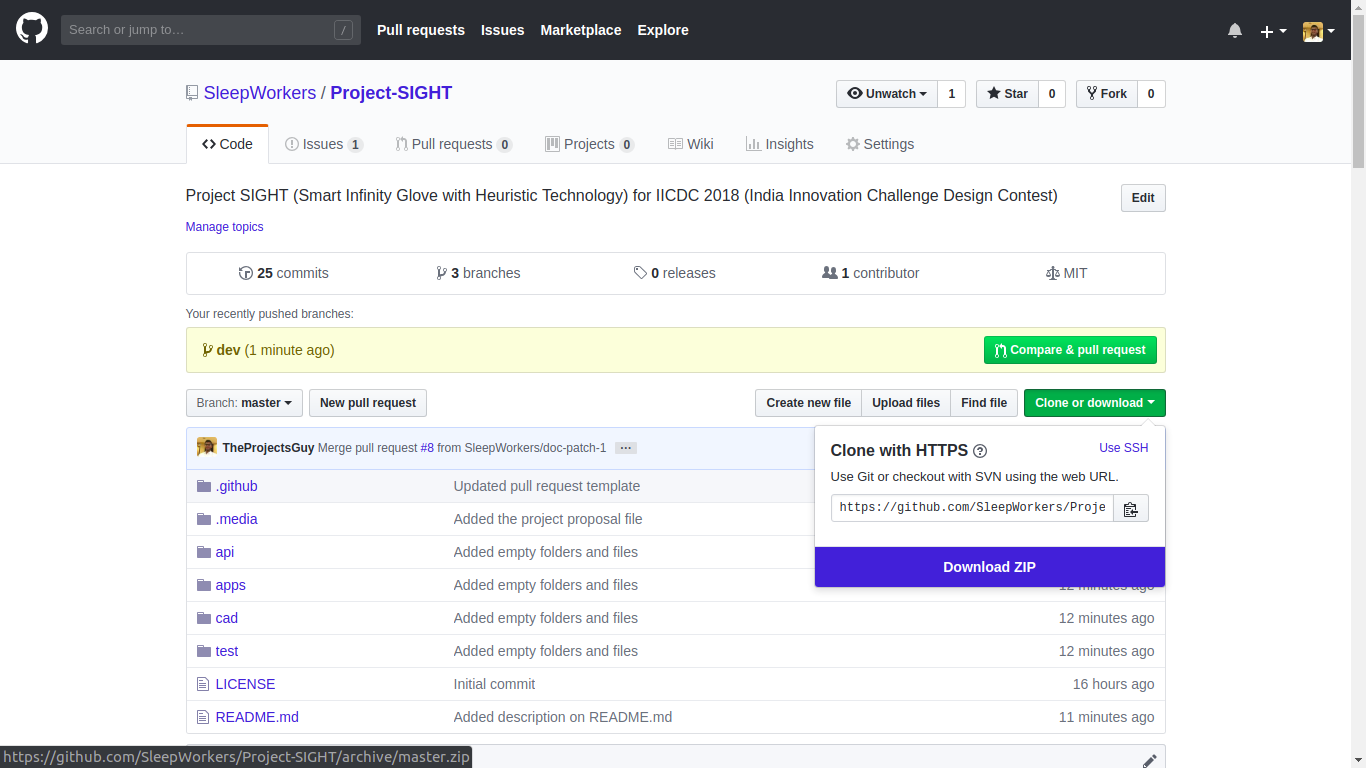 Search or jump to… /
Pull requests Issues Marketplace Explore
SleepWorkers / Project-SIGHT
Unwatch 1 Star 0 Fork 0
Code Issues 1 Pull requests 0 Projects 0 Wiki Insights Settings
Project SIGHT (Smart Infinity Glove with Heuristic Technology) for IICDC 2018 (India Innovation Challenge Design Contest) Edit
Manage topics
25 commits 3 branches 0 releases 1 contributor MIT
Your recently pushed branches:
dev (1 minute ago) Compare & pull request
Branch: master New pull request Create new file Upload files Find file Clone or download
TheProjectsGuy Merge pull request #8 from SleepWorkers/doc-patch-1 …
Clone with HTTPS Use SSH
Use Git or checkout with SVN using the web URL.
https://github.com/SleepWorkers/Proje
Download ZIP
.github Updated pull request template
.media Added the project proposal file
api Added empty folders and files
apps Added empty folders and files 12 minutes ago
cad Added empty folders and files 12 minutes ago
test Added empty folders and files 12 minutes ago
LICENSE Initial commit 16 hours ago
README.md Added description on README.md 11 minutes ago
https://github.com/SleepWorkers/Project-SIGHT/archive/master.zip